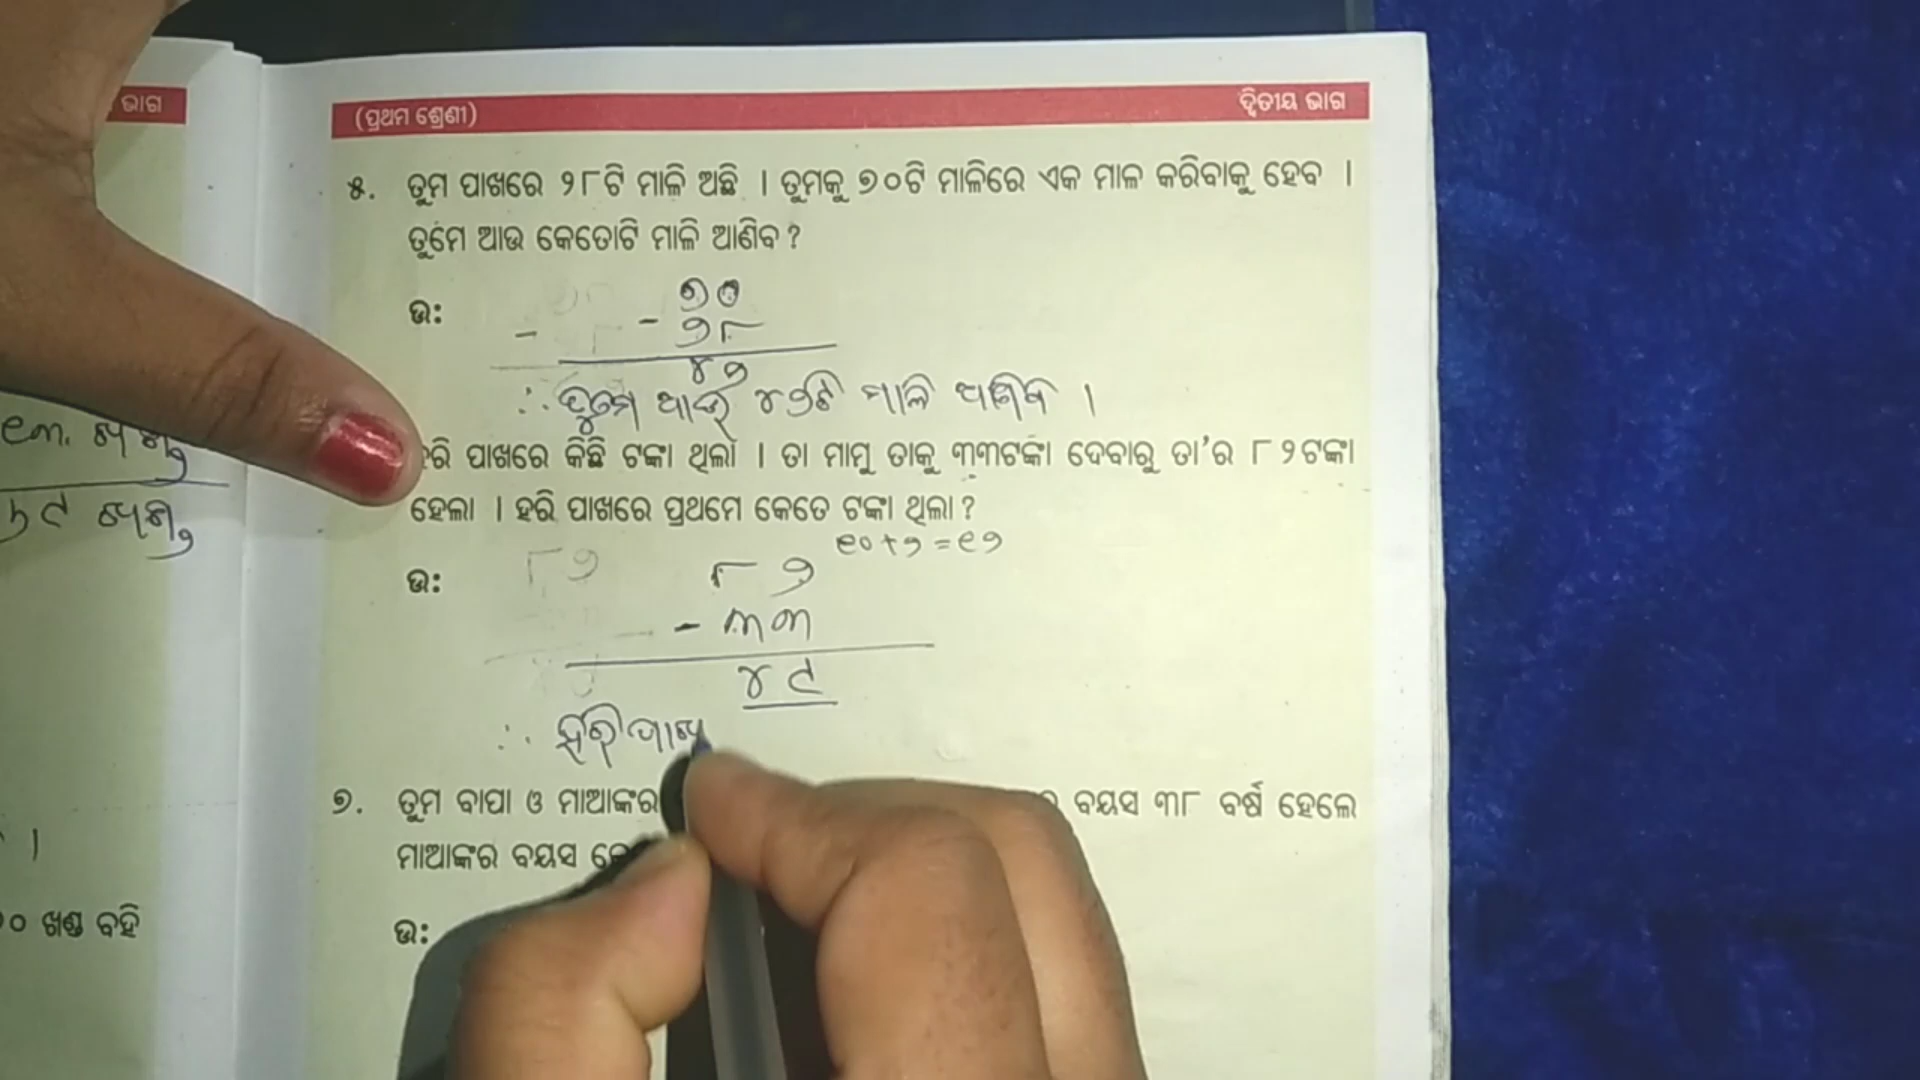 ଭାଗ
(ପ୍ରଥମ ଶ୍ରେଣୀ)
ଦ୍ୱିତୀୟ ଭାଗ
୫. ତୁମ ପାଖରେ ୨୮ଟି ମାଳି ଅଛି । ତୁମକୁ ୭୦ଟି ମାଳିରେ ଏକ ମାଳ କରିବାକୁ ହେବ ।
ତୁମେ ଆଉ କେତୋଟି ମାଳି ଆଣିବ ?
ଉଃ
୭୦
- ୨୮
୪୨
∴ ତୁମେ ଆଉ ୪୨ଟି ମାଳି ଆଣିବ ।
ପାଖରେ କିଛି ଟଙ୍କା ଥିଲା । ତା ମାମୁ ତାକୁ ୩୩ଟଙ୍କା ଦେବାରୁ ତା'ର ୮୨ଟଙ୍କା
ହେଲା । ହରି ପାଖରେ ପ୍ରଥମେ କେତେ ଟଙ୍କା ଥିଲା ?
୧୦+୨=୧୨
ଉଃ
୮୨
୮୨
- ୩୩
୪୯
∴ ହରି ପାଖ
୭. ତୁମ ବାପା ଓ ମାଆଙ୍କର ବୟସ ୩୮ ବର୍ଷ ହେଲେ
ମାଆଙ୍କର ବୟସ
ଉଃ
୦ ଖଣ୍ଡ ବହି